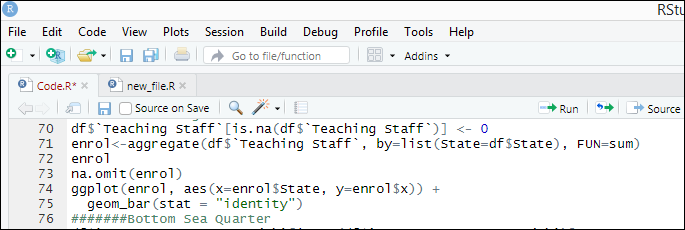 RStu
File Edit Code View Plots Session Build Debug Profile Tools Help
Go to file/function Addins
Code.R* × new_file.R ×
Source on Save Run Source
70 df$`Teaching Staff`[is.na(df$`Teaching Staff`)] <- 0
71 enrol<-aggregate(df$`Teaching Staff`, by=list(State=df$State), FUN=sum)
72 enrol
73 na.omit(enrol)
74 ggplot(enrol, aes(x=enrol$State, y=enrol$x)) +
75 geom_bar(stat = "identity")
76 #######Bottom Sea Quarter